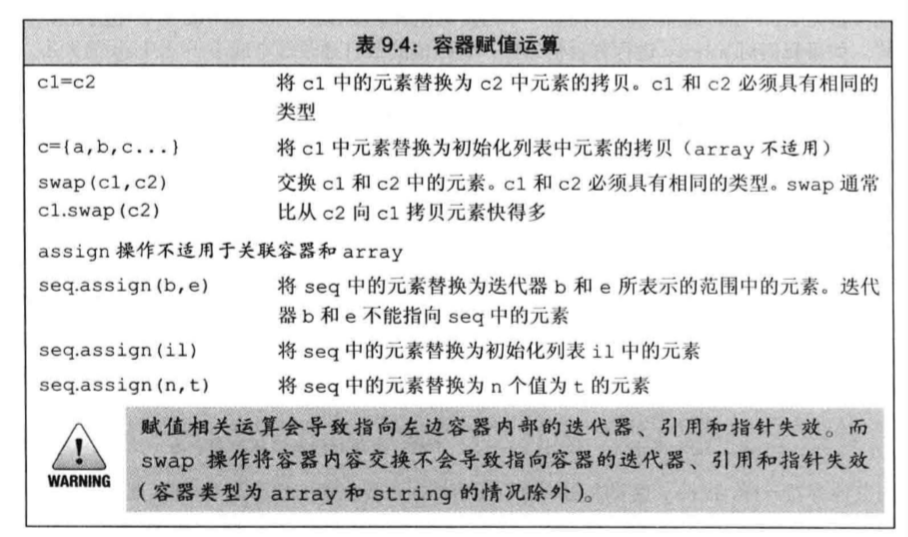 表 9.4：容器赋值运算
c1=c2 将 c1 中的元素替换为 c2 中元素的拷贝。c1 和 c2 必须具有相同的
类型
c={a,b,c...} 将 c1 中元素替换为初始化列表中元素的拷贝（array 不适用）
swap(c1,c2) 交换 c1 和 c2 中的元素。c1 和 c2 必须具有相同的类型。swap 通常
c1.swap(c2) 比从 c2 向 c1 拷贝元素快得多
assign 操作不适用于关联容器和 array
seq.assign(b,e) 将 seq 中的元素替换为迭代器 b 和 e 所表示的范围中的元素。迭代
器 b 和 e 不能指向 seq 中的元素
seq.assign(il) 将 seq 中的元素替换为初始化列表 il 中的元素
seq.assign(n,t) 将 seq 中的元素替换为 n 个值为 t 的元素
赋值相关运算会导致指向左边容器内部的迭代器、引用和指针失效。而
swap 操作将容器内容交换不会导致指向容器的迭代器、引用和指针失效
（容器类型为 array 和 string 的情况除外）。
WARNING